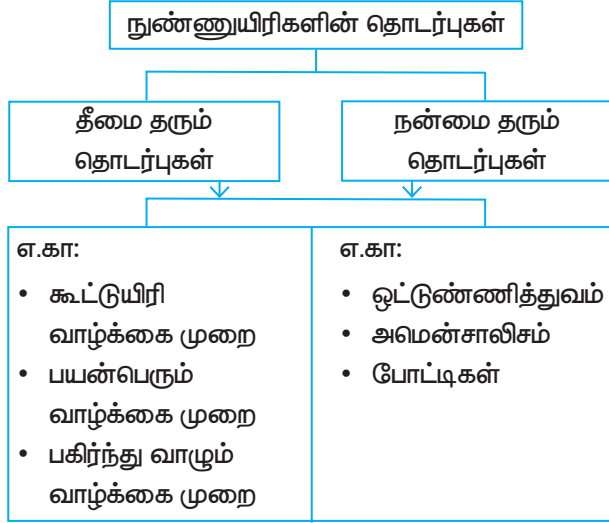 நுண்ணுயிரிகளின் தொடர்புகள்
தீமை தரும்
தொடர்புகள்
நன்மை தரும்
தொடர்புகள்
எ.கா:
• கூட்டுயிரி
வாழ்க்கை முறை
• பயன்பெரும்
வாழ்க்கை முறை
• பகிர்ந்து வாழும்
வாழ்க்கை முறை
எ.கா:
• ஒட்டுண்ணித்துவம்
• அமென்சாலிசம்
• போட்டிகள்